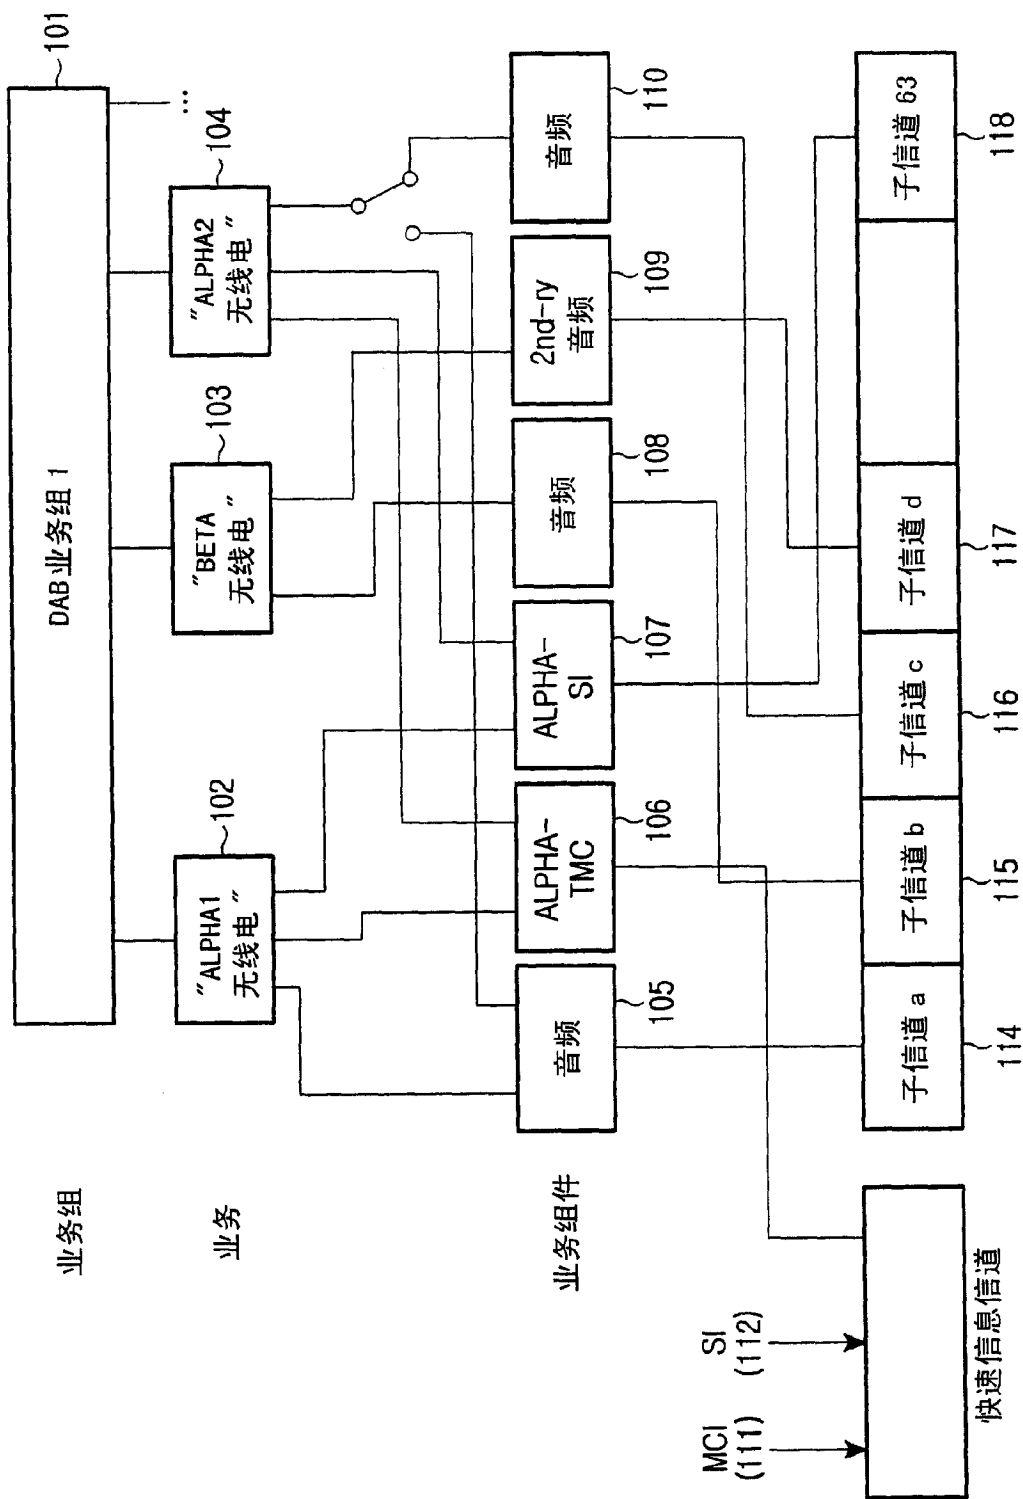 业务组
DAB业务组 1
101
...
业务
"ALPHA1
无线电"
102
"BETA
无线电"
103
"ALPHA2
无线电"
104
业务组件
音频
105
ALPHA-
TMC
106
ALPHA-
SI
107
音频
108
2nd-ry
音频
109
音频
110
MCI
(111)
SI
(112)
快速信息信道
子信道 a
114
子信道 b
115
子信道 c
116
子信道 d
117
子信道 63
118